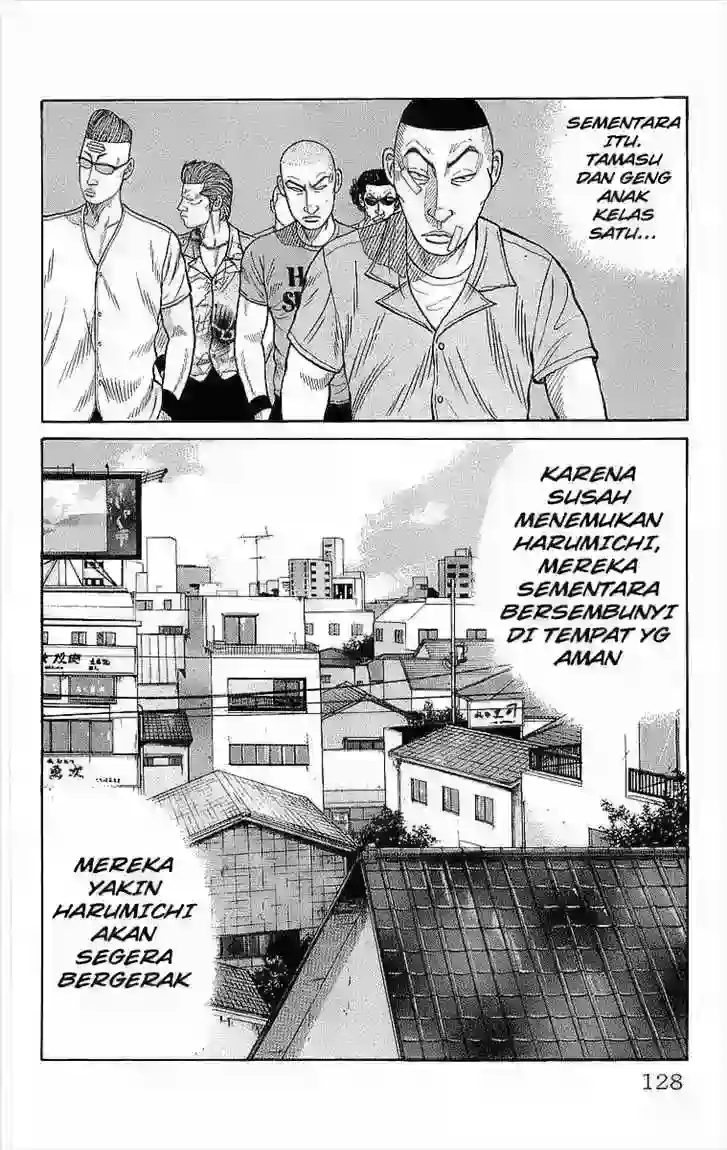 SEMENTARA
ITU.
TAMASU
DAN GENG
ANAK
KELAS
SATU...
KARENA
SUSAH
MENEMUKAN
HARUMICHI,
MEREKA
SEMENTARA
BERSEMBUNYI
DI TEMPAT YG
AMAN
MEREKA
YAKIN
HARUMICHI
AKAN
SEGERA
BERGERAK
128